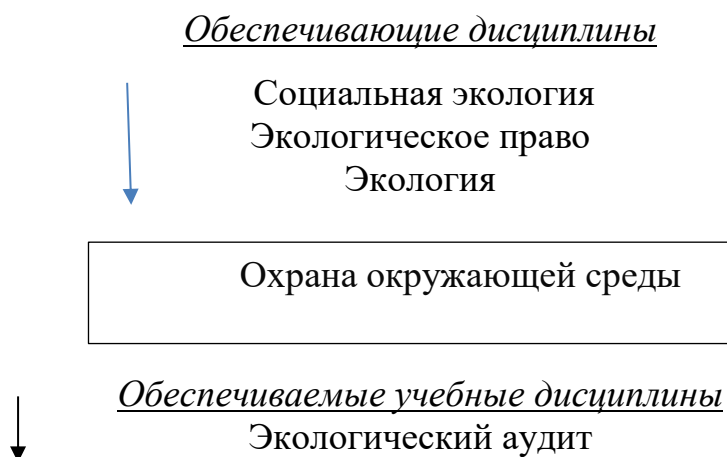 Обеспечивающие дисциплины
Социальная экология
Экологическое право
Экология
Охрана окружающей среды
Обеспечиваемые учебные дисциплины
Экологический аудит